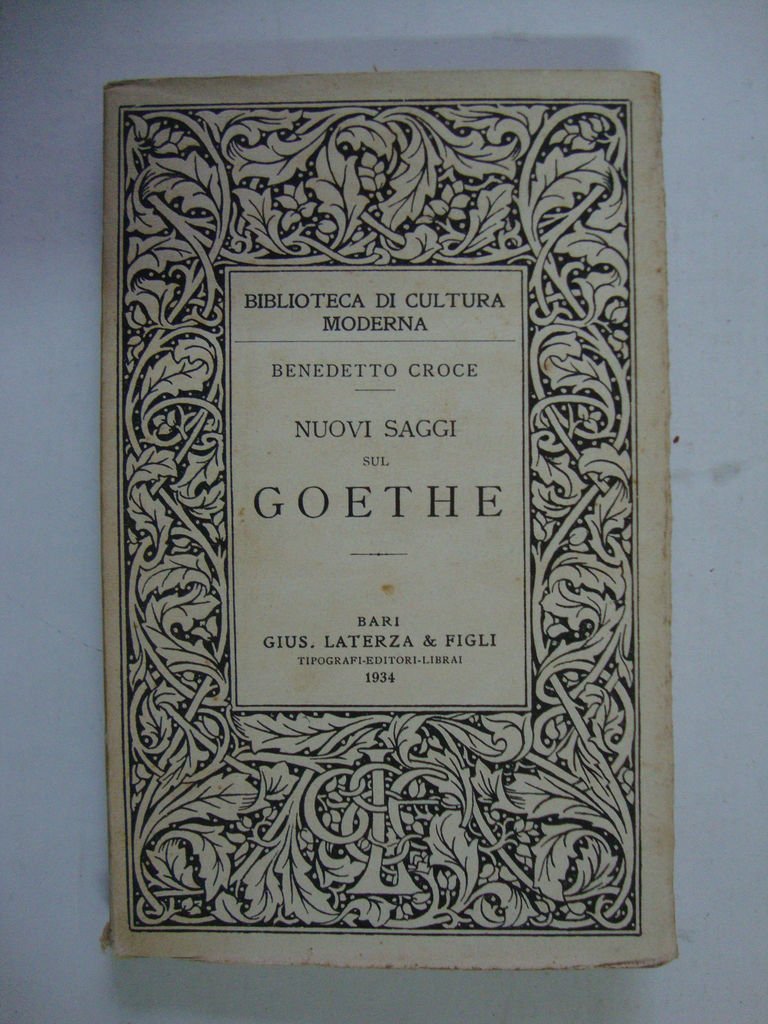 BIBLIOTECA DI CULTURA
MODERNA
BENEDETTO CROCE
NUOVI SAGGI
SUL
GOETHE
BARI
GIUS. LATERZA & FIGLI
TIPOGRAFI-EDITORI-LIBRAI
1934